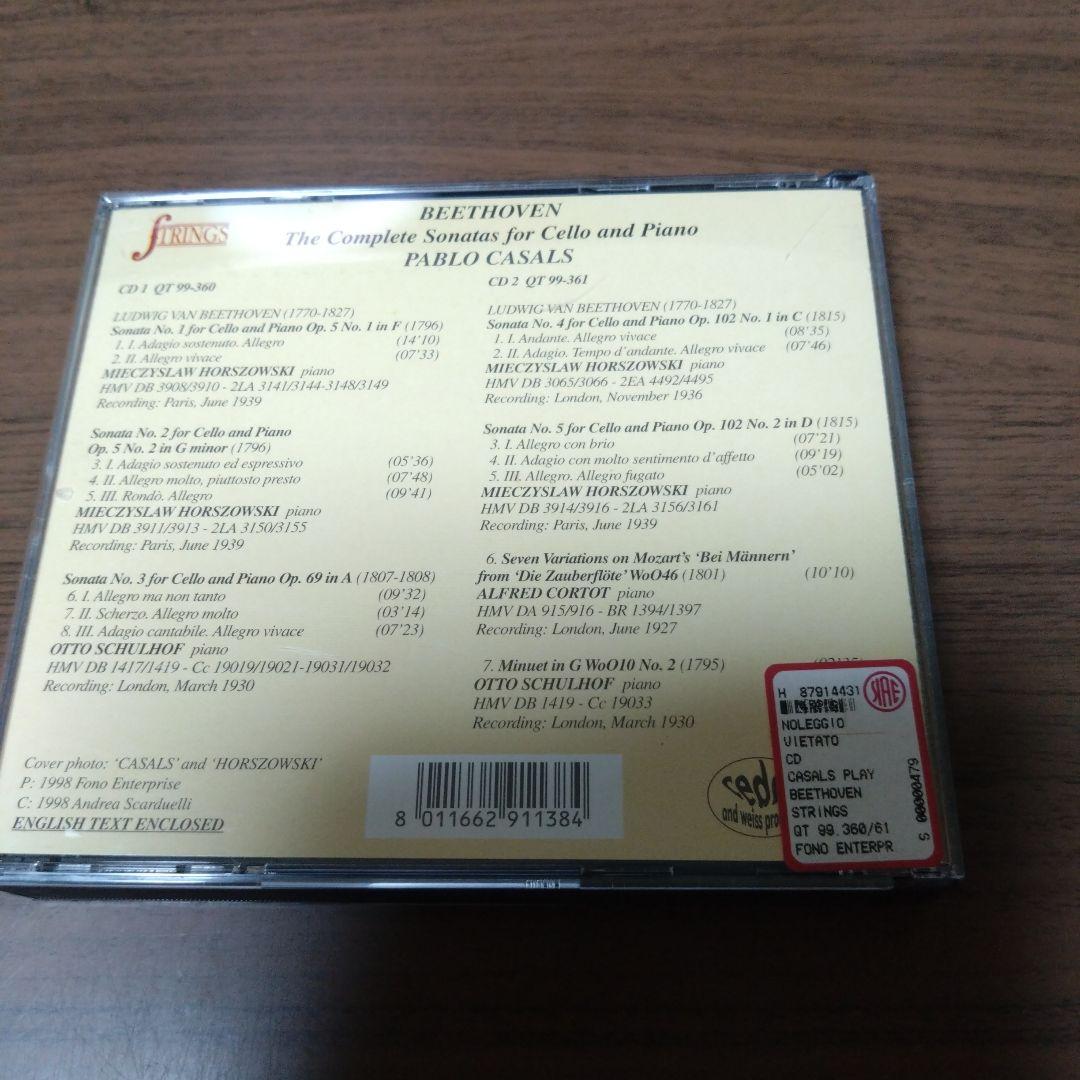 STRINGS
BEETHOVEN
The Complete Sonatas for Cello and Piano
PABLO CASALS
CD 1 QT 99-360
LUDWIG VAN BEETHOVEN (1770-1827)
Sonata No. 1 for Cello and Piano Op. 5 No. 1 in F (1796)
1. I. Adagio sostenuto. Allegro (14'10)
2. II. Allegro vivace (07'33)
MIECZYSLAW HORSZOWSKI piano
HMV DB 3908/3910 - 2LA 3141/3144-3148/3149
Recording: Paris, June 1939
Sonata No. 2 for Cello and Piano
Op. 5 No. 2 in G minor (1796)
3. I. Adagio sostenuto ed espressivo (05'36)
4. II. Allegro molto, piuttosto presto (07'48)
5. III. Rondò. Allegro (09'41)
MIECZYSLAW HORSZOWSKI piano
HMV DB 3911/3913 - 2LA 3150/3155
Recording: Paris, June 1939
Sonata No. 3 for Cello and Piano Op. 69 in A (1807-1808)
6. I. Allegro ma non tanto (09'32)
7. II. Scherzo. Allegro molto (03'14)
8. III. Adagio cantabile. Allegro vivace (07'23)
OTTO SCHULHOF piano
HMV DB 1417/1419 - Cc 19019/19021-19031/19032
Recording: London, March 1930
CD 2 QT 99-361
LUDWIG VAN BEETHOVEN (1770-1827)
Sonata No. 4 for Cello and Piano Op. 102 No. 1 in C (1815)
1. I. Andante. Allegro vivace (08'35)
2. II. Adagio. Tempo d'andante. Allegro vivace (07'46)
MIECZYSLAW HORSZOWSKI piano
HMV DB 3065/3066 - 2EA 4492/4495
Recording: London, November 1936
Sonata No. 5 for Cello and Piano Op. 102 No. 2 in D (1815)
3. I. Allegro con brio (07'21)
4. II. Adagio con molto sentimento d'affetto (09'19)
5. III. Allegro. Allegro fugato (05'02)
MIECZYSLAW HORSZOWSKI piano
HMV DB 3914/3916 - 2LA 3156/3161
Recording: Paris, June 1939
6. Seven Variations on Mozart's 'Bei Männern'
from 'Die Zauberflöte' WoO46 (1801) (10'10)
ALFRED CORTOT piano
HMV DA 915/916 - BR 1394/1397
Recording: London, June 1927
7. Minuet in G WoO10 No. 2 (1795)
OTTO SCHULHOF piano
HMV DB 1419 - Cc 19033
Recording: London, March 1930
Cover photo: 'CASALS' and 'HORSZOWSKI'
P: 1998 Fono Enterprise
C: 1998 Andrea Scarduelli
ENGLISH TEXT ENCLOSED
8 011662 911384
and weiss
H 87914431
NOLEGGIO
VIETATO
CD
CASALS PLAY
BEETHOVEN
STRINGS
QT 99.360/61
FONO ENTERPR
S 00000479